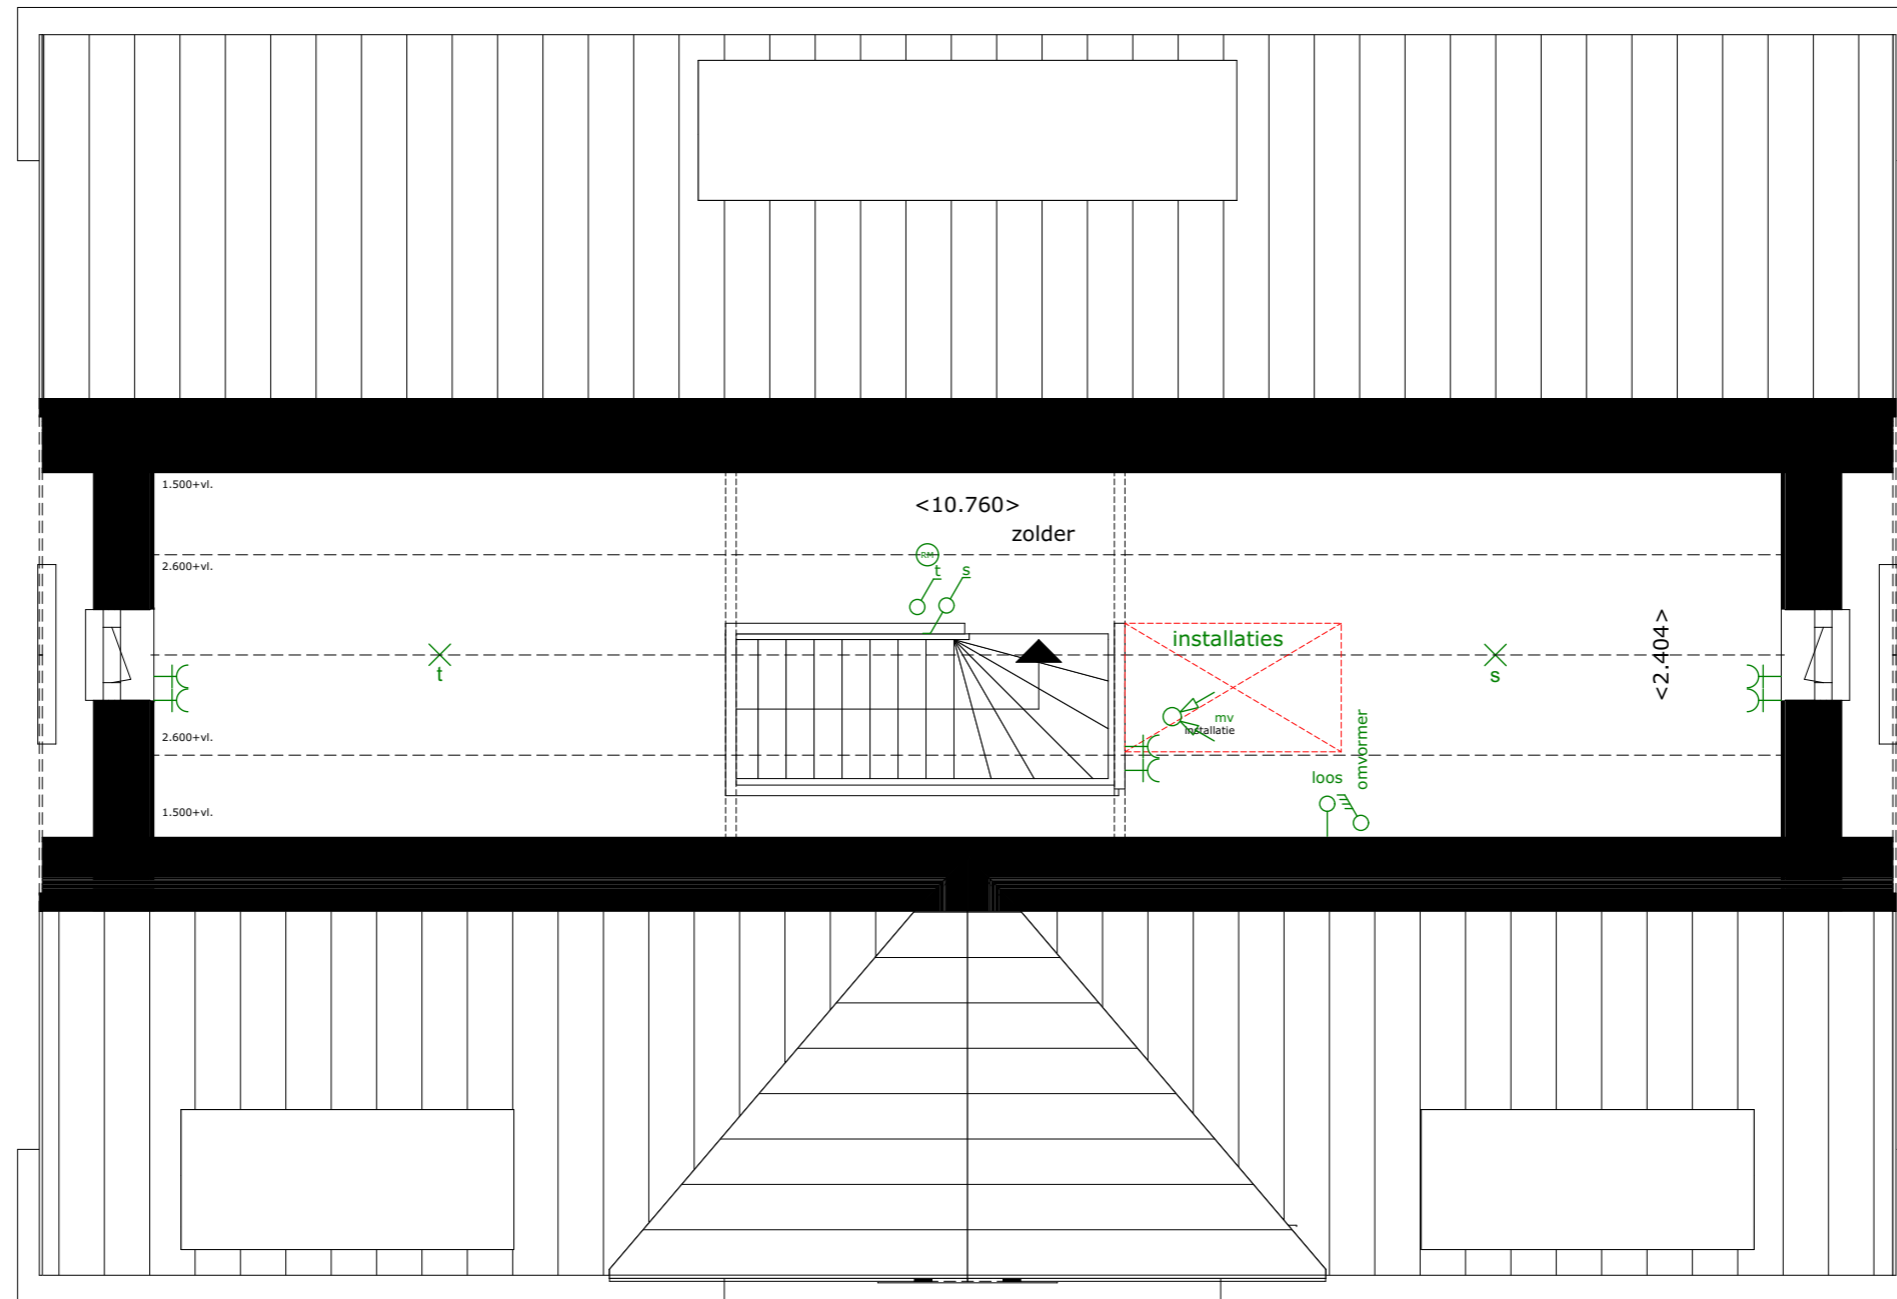 1.500+vl.
<10.760>
zolder
RM
2.600+vl.
t
s
installaties
<2.404>
t
s
mv
installatie
2.600+vl.
omvormer
loos
1.500+vl.